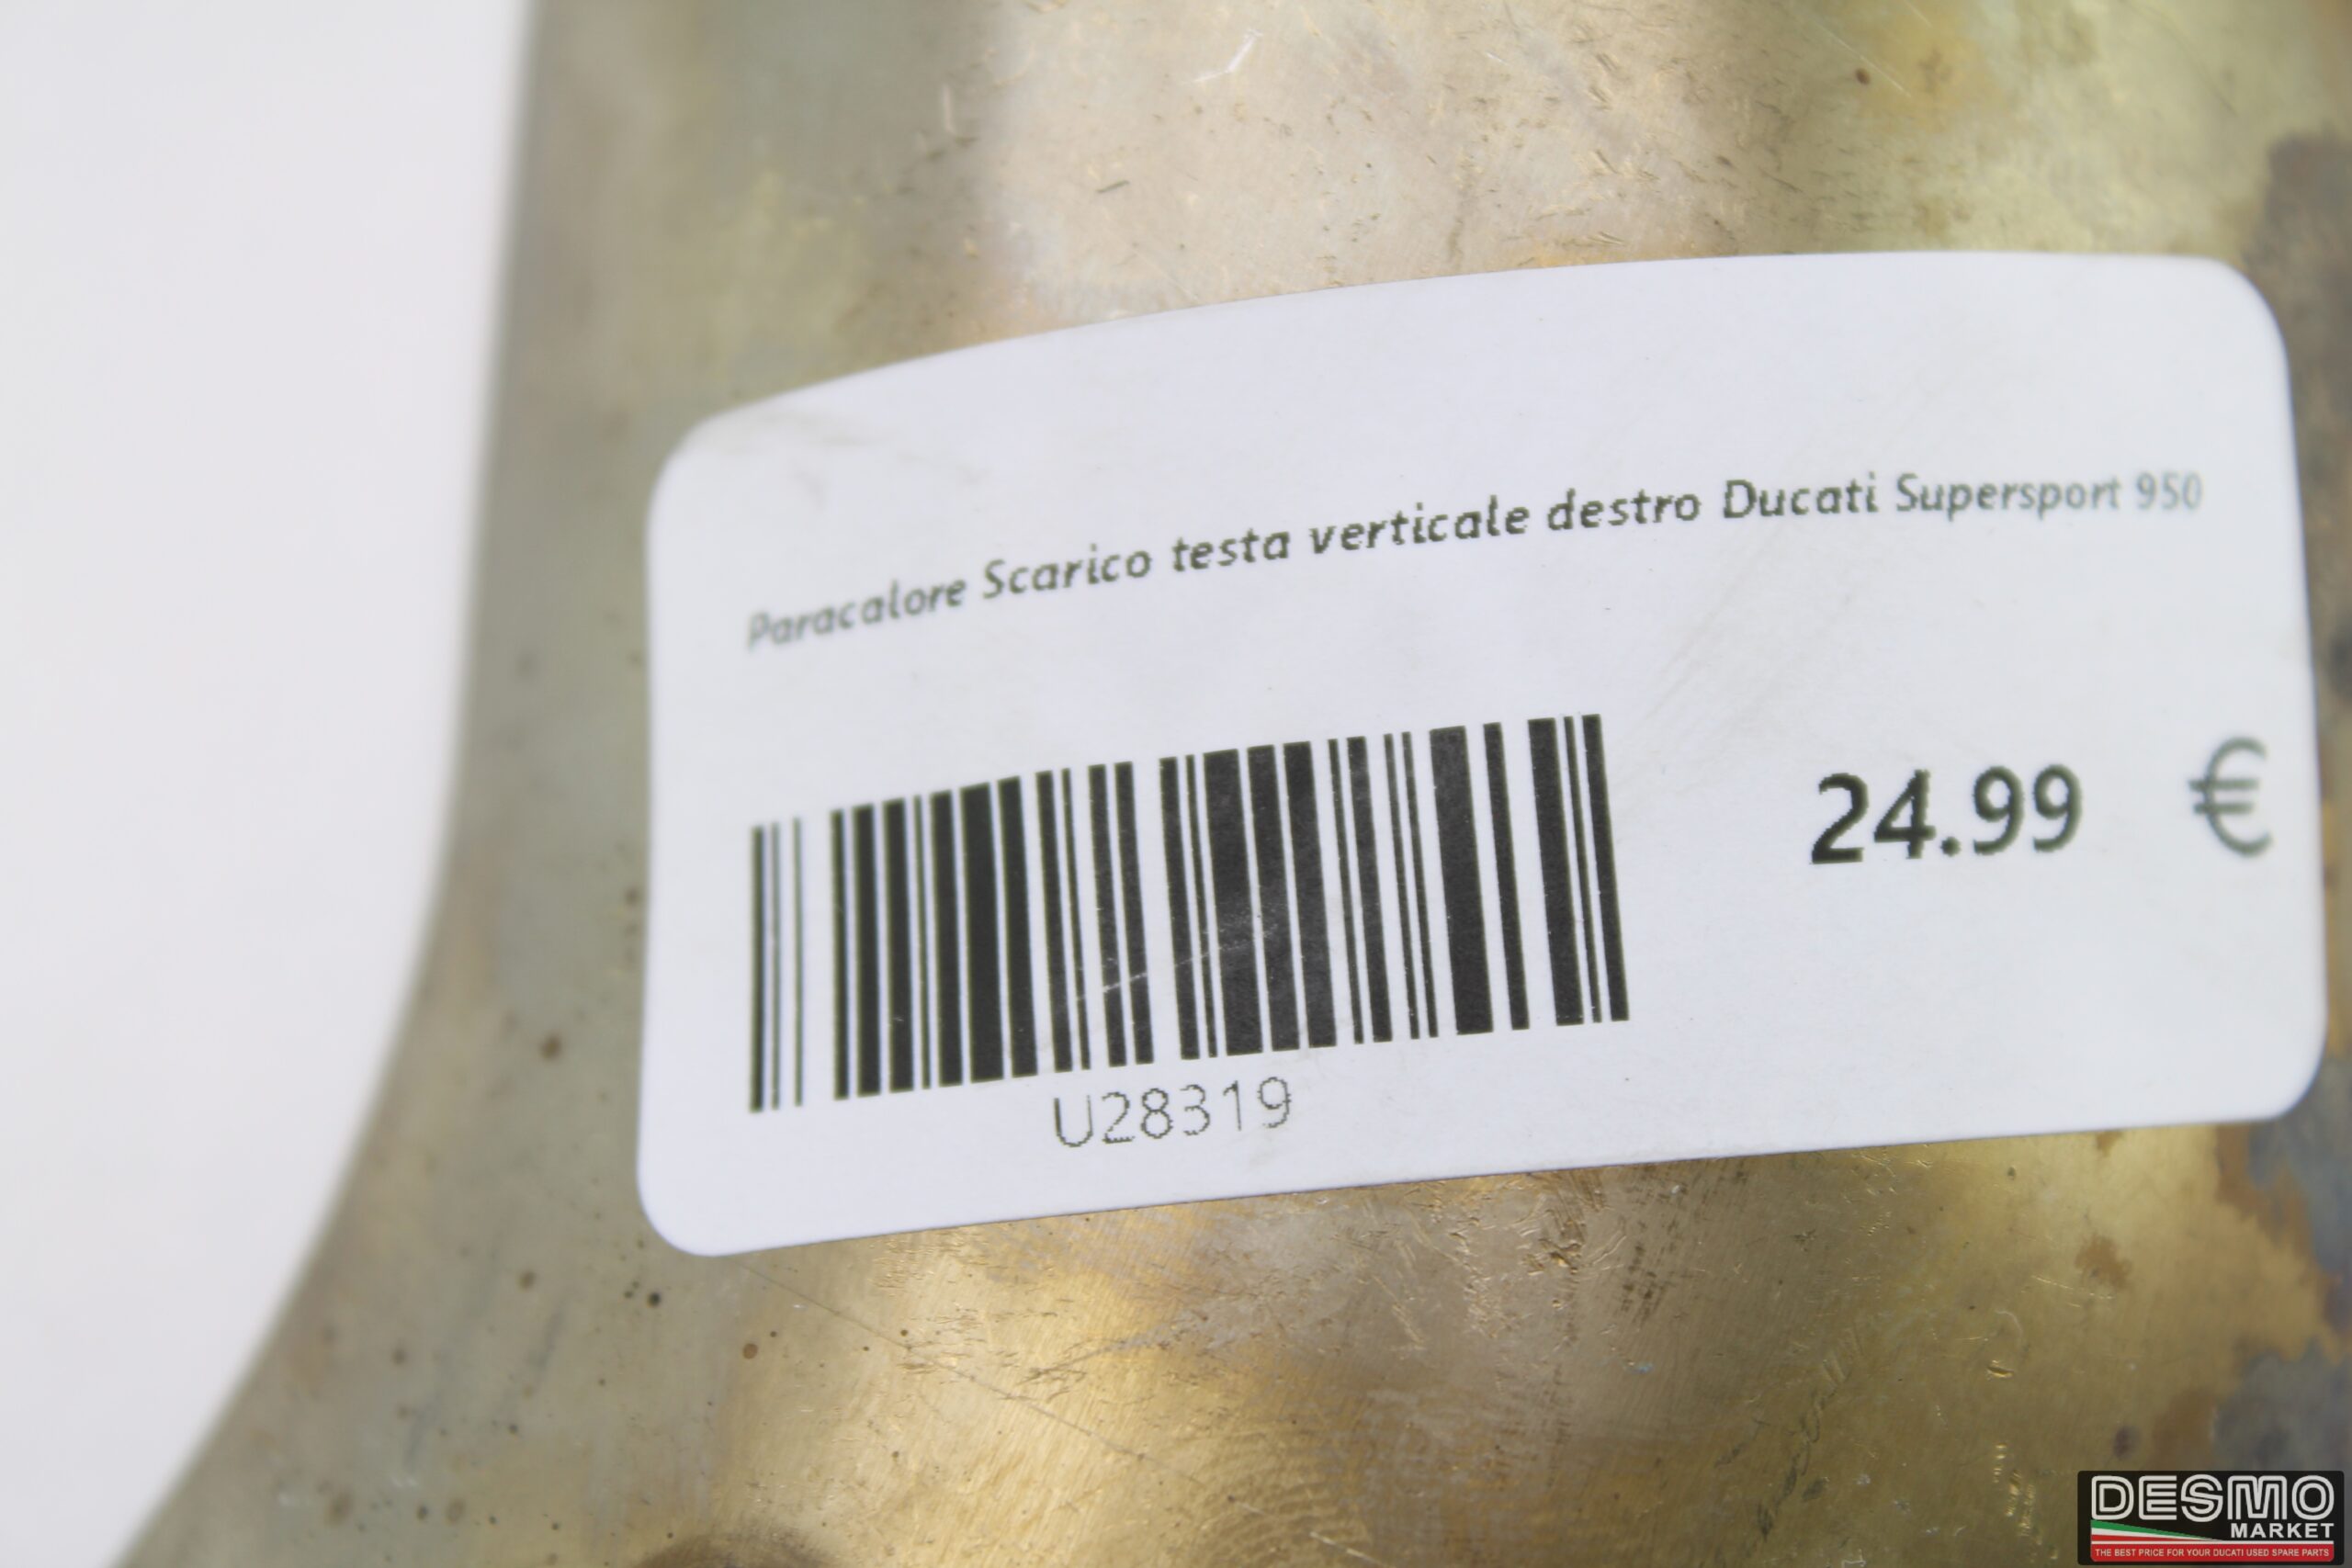 Paracalore Scarico testa verticale destro Ducati Supersport 950
24.99 €
U28319
DESMO
MARKET
THE BEST PRICE FOR YOUR DUCATI USED SPARE PARTS